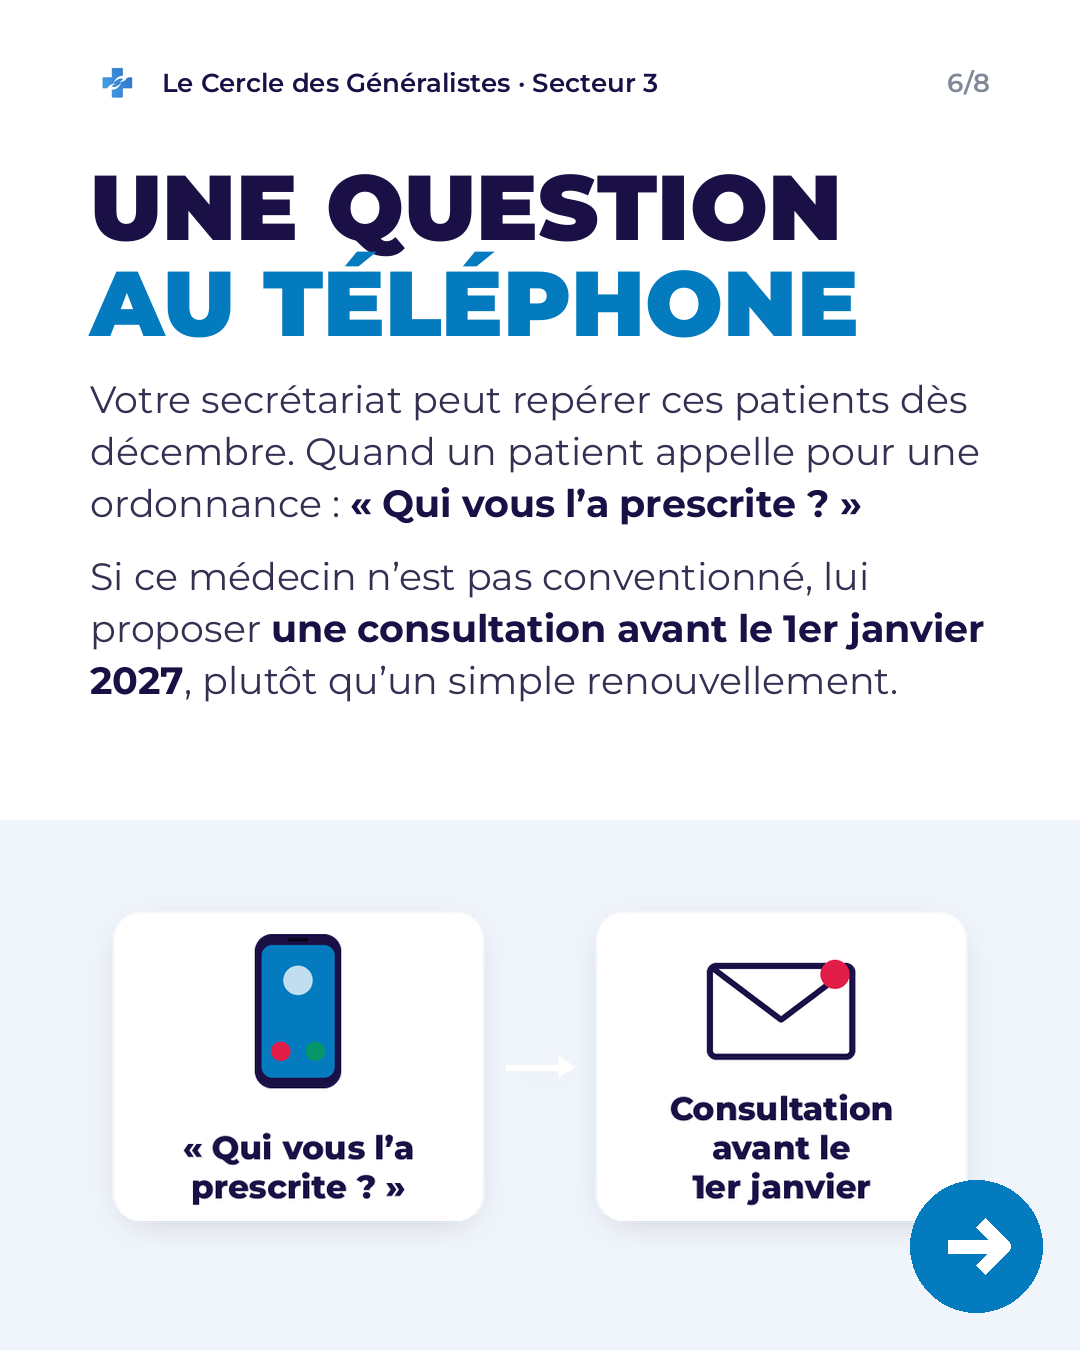 Le Cercle des Généralistes · Secteur 3
6/8
UNE QUESTION
AU TÉLÉPHONE
Votre secrétariat peut repérer ces patients dès
décembre. Quand un patient appelle pour une
ordonnance : « Qui vous l’a prescrite ? »
Si ce médecin n’est pas conventionné, lui
proposer une consultation avant le 1er janvier
2027, plutôt qu’un simple renouvellement.
« Qui vous l’a
prescrite ? »
Consultation
avant le
1er janvier